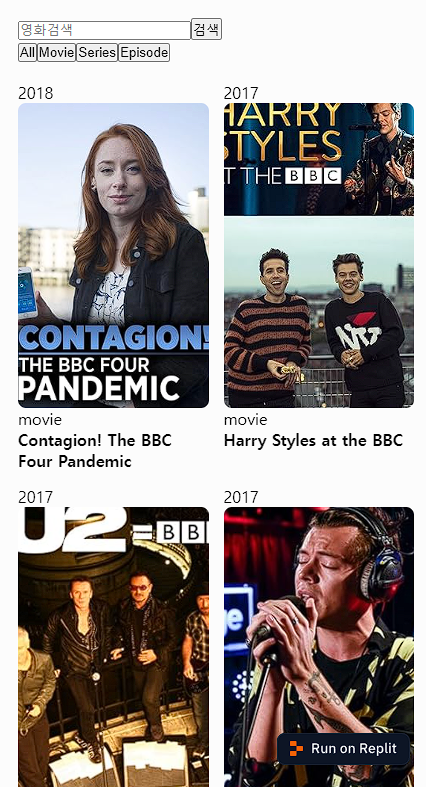 영화검색
검색
All Movie Series Episode
2018
CONTAGION!
THE BBC FOUR
PANDEMIC
movie
Contagion! The BBC
Four Pandemic
2017
HARRY
STYLES
T THE BBC
movie
Harry Styles at the BBC
2017
U2=BB
2017
ge
Run on Replit